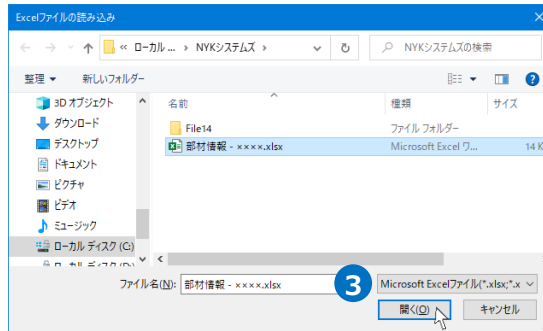 Excelファイルの読み込み
« ローカル ... › NYKシステムズ ›
NYKシステムズの検索
整理 新しいフォルダー
3D オブジェクト
ダウンロード
デスクトップ
ドキュメント
ピクチャ
ビデオ
ミュージック
ローカル ディスク (C:)
名前 種類 サイズ
File14 ファイル フォルダー
部材情報 - ××××.xlsx Microsoft Excel ワ... 14 K
ファイル名(N): 部材情報 - ××××.xlsx
3
Microsoft Excelファイル(*.xlsx;*.x
開く(O) キャンセル